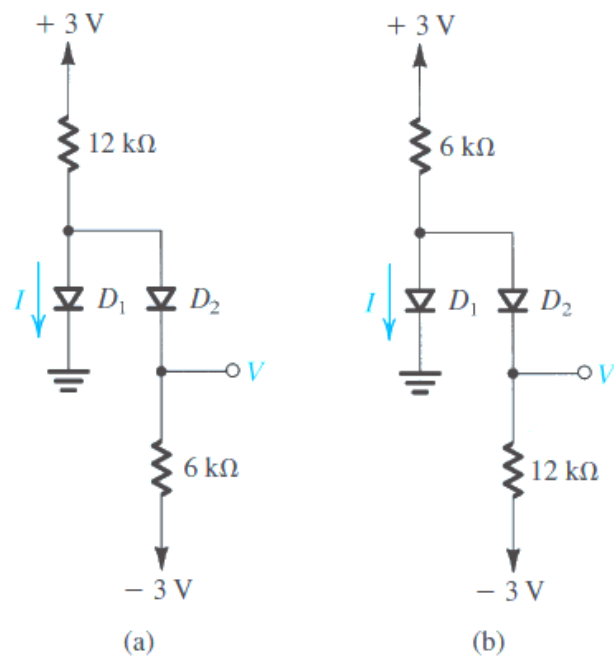 + 3 V
12 kΩ
I
D₁
D₂
V
6 kΩ
− 3 V
(a)
+ 3 V
6 kΩ
I
D₁
D₂
V
12 kΩ
− 3 V
(b)